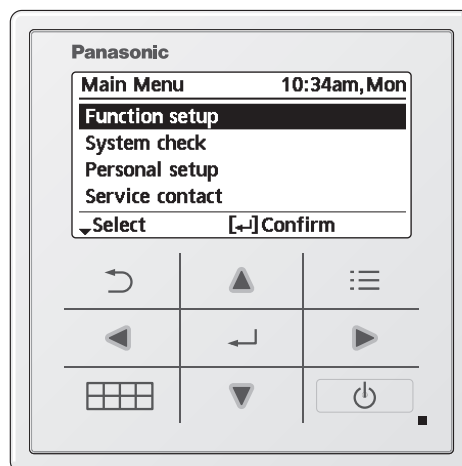 Panasonic
Main Menu 10:34am,Mon
Function setup
System check
Personal setup
Service contact
Select [↵] Confirm